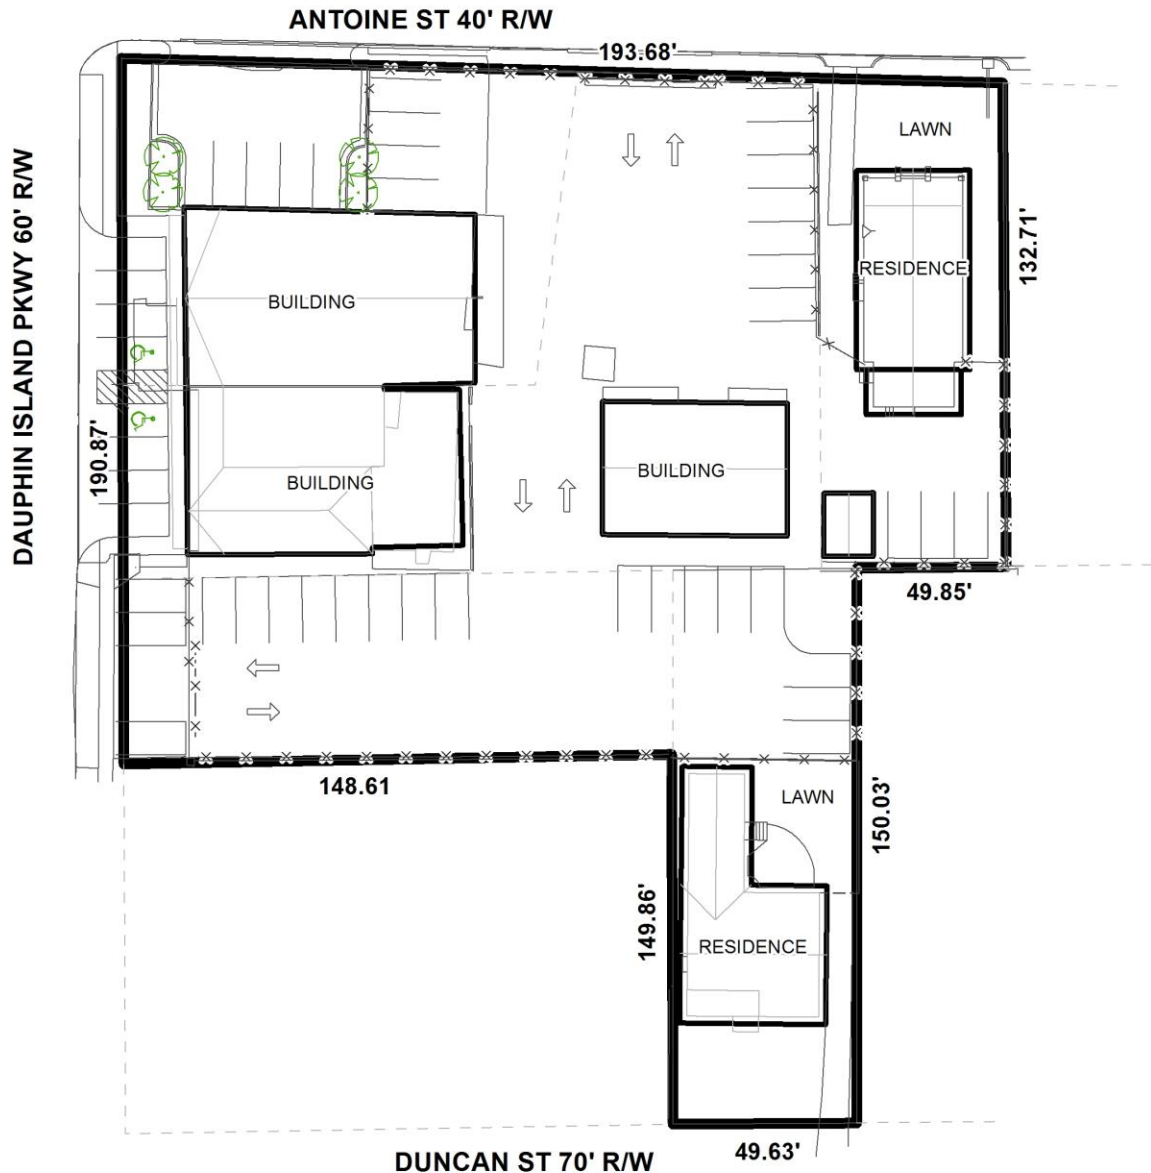 ANTOINE ST 40' R/W
193.68'
LAWN
DAUPHIN ISLAND PKWY 60' R/W
132.71'
RESIDENCE
BUILDING
190.87'
BUILDING
BUILDING
49.85'
148.61
LAWN
150.03'
149.86'
RESIDENCE
49.63'
DUNCAN ST 70' R/W